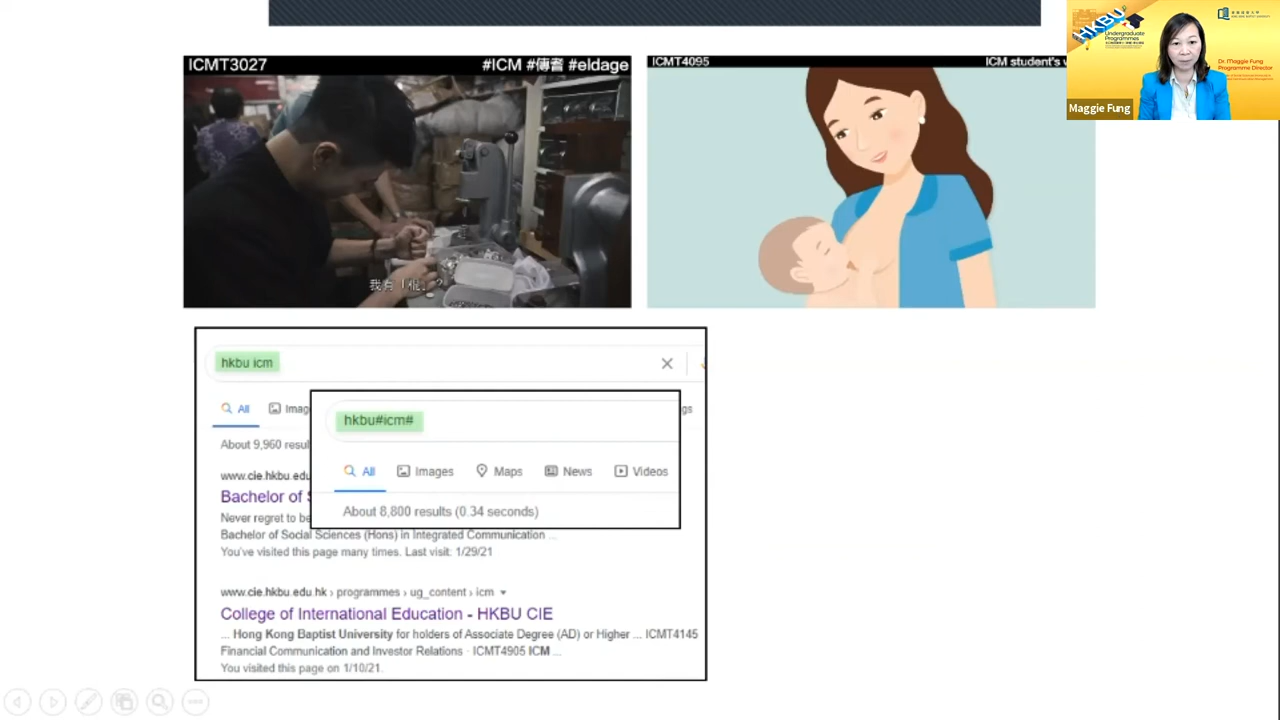 ICMT3027 #ICM #傳耆 #eldage
我有「棍」？
ICMT4095 ICM student's w
HKBU
Undergraduate
Programmes
Dr. Maggie Fung
Programme Director
Maggie Fung
hkbu icm
All Imag
gs
About 9,960 resul
www.cie.hkbu.edu
Bachelor of S
Never regret to be
Bachelor of Social Sciences (Hons) in Integrated Communication ...
You've visited this page many times. Last visit: 1/29/21
hkbu#icm#
All Images Maps News Videos
About 8,800 results (0.34 seconds)
www.cie.hkbu.edu.hk › programmes › ug_content › icm
College of International Education - HKBU CIE
... Hong Kong Baptist University for holders of Associate Degree (AD) or Higher ... ICMT4145
Financial Communication and Investor Relations · ICMT4905 ICM ...
You visited this page on 1/10/21.